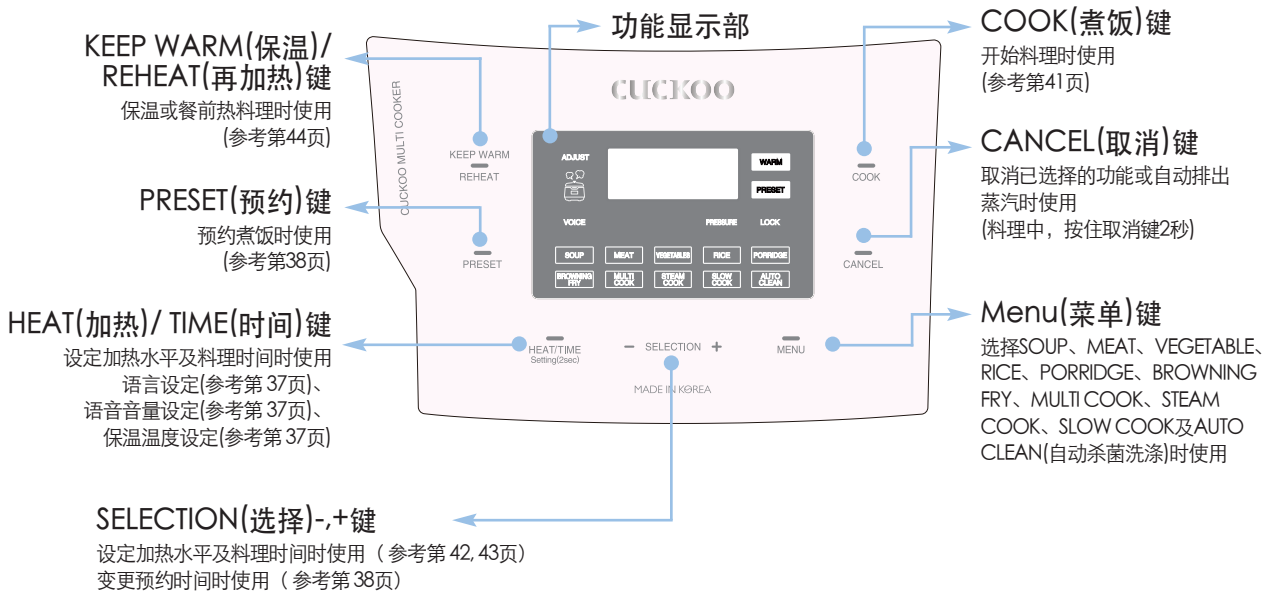 功能显示部
COOK(煮饭)键
开始料理时使用
(参考第41页)
KEEP WARM(保温)/
REHEAT(再加热)键
保温或餐前热料理时使用
(参考第44页)
CANCEL(取消)键
取消已选择的功能或自动排出
蒸汽时使用
(料理中，按住取消键2秒)
PRESET(预约)键
预约煮饭时使用
(参考第38页)
HEAT(加热)/ TIME(时间)键
设定加热水平及料理时间时使用
语言设定(参考第37页)、
语音音量设定(参考第37页)、
保温温度设定(参考第37页)
Menu(菜单)键
选择SOUP、MEAT、VEGETABLE、
RICE、PORRIDGE、BROWNING
FRY、MULTI COOK、STEAM
COOK、SLOW COOK及AUTO
CLEAN(自动杀菌洗涤)时使用
CUCKOO
CUCKOO MULTI COOKER
KEEP WARM
REHEAT
PRESET
ADJUST
WARM
PRESET
VOICE
PRESSURE
LOCK
SOUP
MEAT
VEGETABLES
RICE
PORRIDGE
BROWNING
FRY
MULTI
COOK
STEAM
COOK
SLOW
COOK
AUTO
CLEAN
COOK
CANCEL
HEAT/TIME
Setting(2sec)
− SELECTION +
MENU
MADE IN KOREA
SELECTION(选择)-,+键
设定加热水平及料理时间时使用（ 参考第 42, 43页）
变更预约时间时使用（ 参考第 38页）